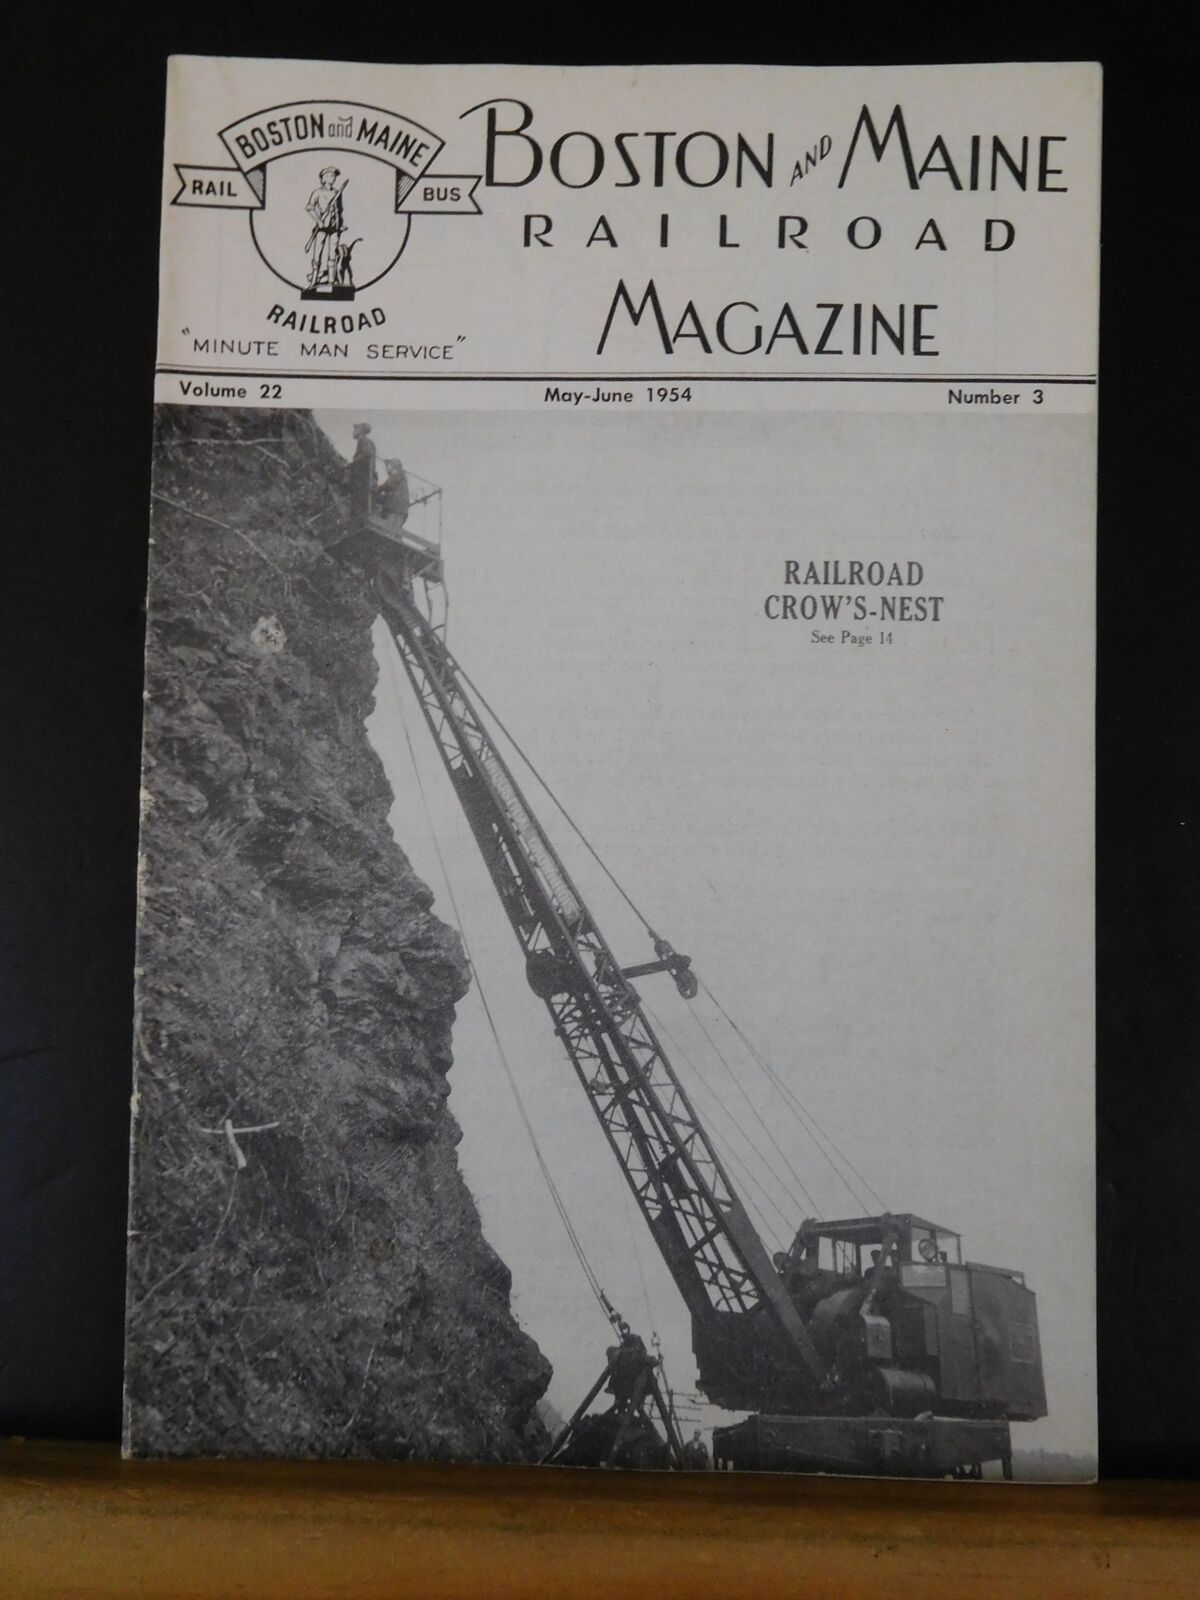 BOSTON and MAINE
RAIL
BUS
RAILROAD
"MINUTE MAN SERVICE"
BOSTON AND MAINE
RAILROAD
MAGAZINE
Volume 22
May-June 1954
Number 3
RAILROAD
CROW'S-NEST
See Page 14